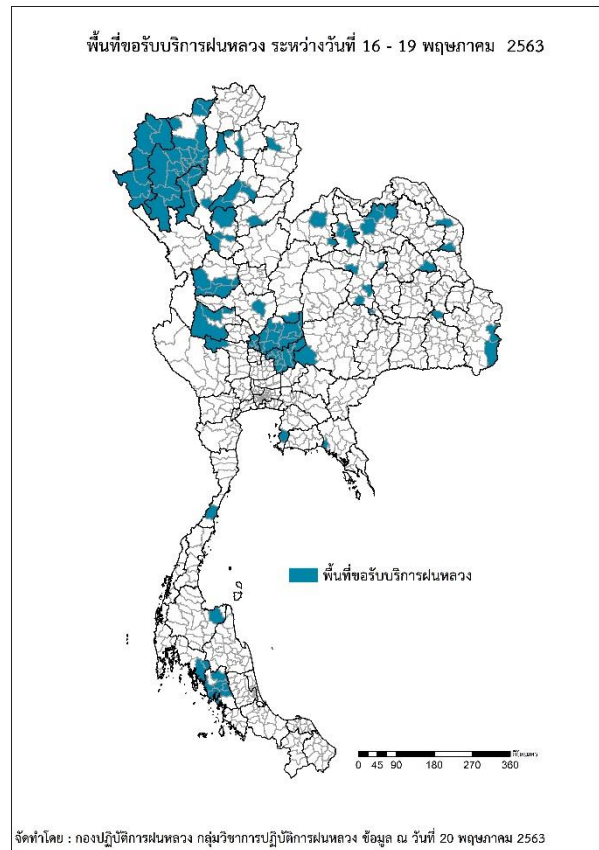 พื้นที่ขอรับบริการฝนหลวง ระหว่างวันที่ 16 - 19 พฤษภาคม 2563
พื้นที่ขอรับบริการฝนหลวง
0 45 90 180 270 360
จัดทำโดย : กองปฏิบัติการฝนหลวง กลุ่มวิชาการปฏิบัติการฝนหลวง ข้อมูล ณ วันที่ 20 พฤษภาคม 2563